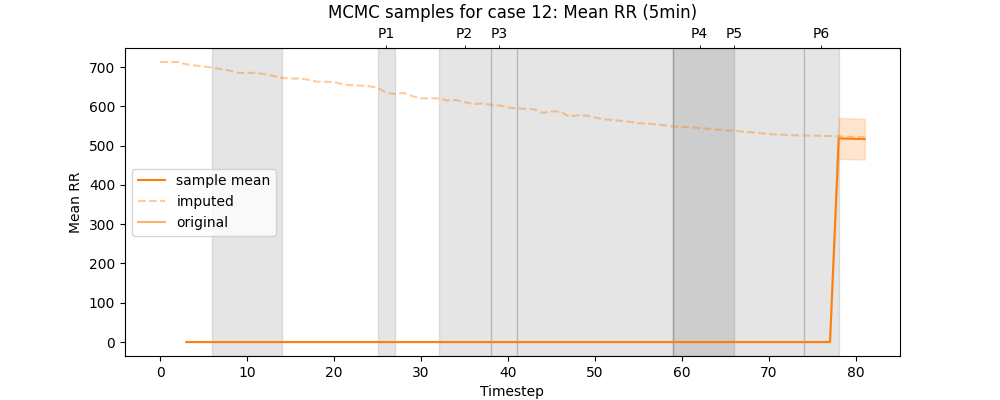 MCMC samples for case 12: Mean RR (5min)
P1 P2 P3 P4 P5 P6
700
600
500
400
300
200
100
0
Mean RR
sample mean
imputed
original
0 10 20 30 40 50 60 70 80
Timestep